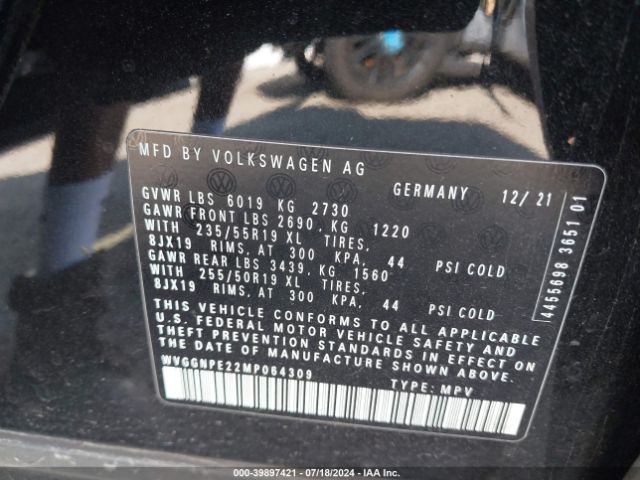 MFD BY VOLKSWAGEN AG
GERMANY 12/ 21
GVWR LBS 6019 KG 2730
GAWR FRONT LBS 2690, KG 1220
WITH 235/55R19 XL TIRES,
8JX19 RIMS, AT 300 KPA, 44 PSI COLD
GAWR REAR LBS 3439, KG 1560
WITH 255/50R19 XL TIRES,
8JX19 RIMS, AT 300 KPA, 44 PSI COLD
THIS VEHICLE CONFORMS TO ALL APPLICABLE
U.S. FEDERAL MOTOR VEHICLE SAFETY AND
THEFT PREVENTION STANDARDS IN EFFECT ON
THE DATE OF MANUFACTURE SHOWN ABOVE.
WVGGNPE22MP064309
TYPE: MPV
4455698 3651 01
000-39897421 - 07/18/2024 - IAA Inc.